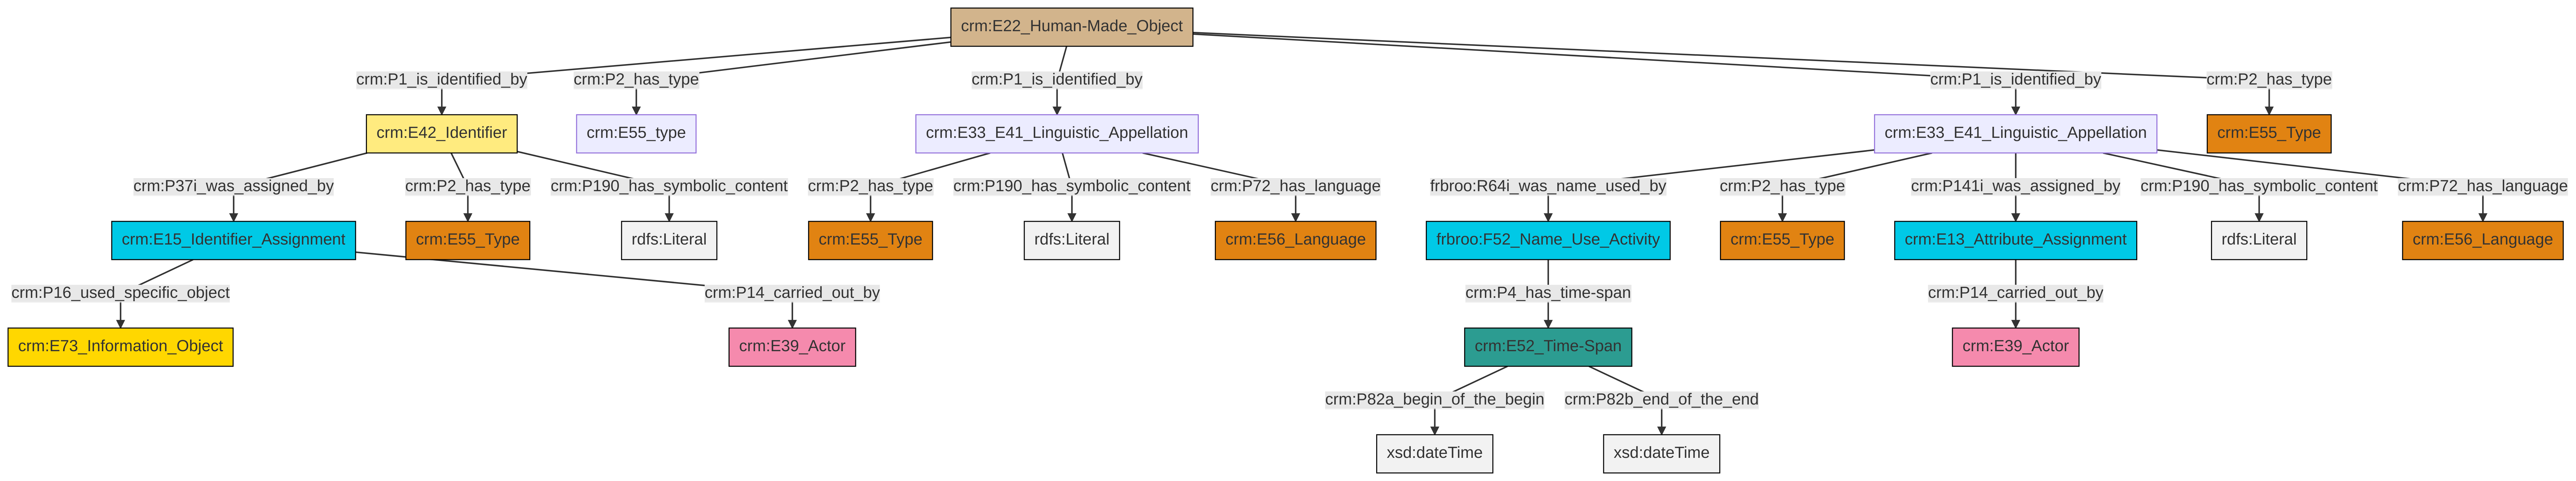 crm:E22_Human-Made_Object
crm:P1_is_identified_by
crm:P2_has_type
crm:P1_is_identified_by
crm:P1_is_identified_by
crm:P2_has_type
crm:E42_Identifier
crm:E55_type
crm:E33_E41_Linguistic_Appellation
crm:E33_E41_Linguistic_Appellation
crm:E55_Type
crm:P37i_was_assigned_by
crm:P2_has_type
crm:P190_has_symbolic_content
crm:P2_has_type
crm:P190_has_symbolic_content
crm:P72_has_language
frbroo:R64i_was_name_used_by
crm:P2_has_type
crm:P141i_was_assigned_by
crm:P190_has_symbolic_content
crm:P72_has_language
crm:E15_Identifier_Assignment
crm:E55_Type
rdfs:Literal
crm:E55_Type
rdfs:Literal
crm:E56_Language
frbroo:F52_Name_Use_Activity
crm:E55_Type
crm:E13_Attribute_Assignment
rdfs:Literal
crm:E56_Language
crm:P16_used_specific_object
crm:P14_carried_out_by
crm:P4_has_time-span
crm:P14_carried_out_by
crm:E73_Information_Object
crm:E39_Actor
crm:E52_Time-Span
crm:E39_Actor
crm:P82a_begin_of_the_begin
crm:P82b_end_of_the_end
xsd:dateTime
xsd:dateTime